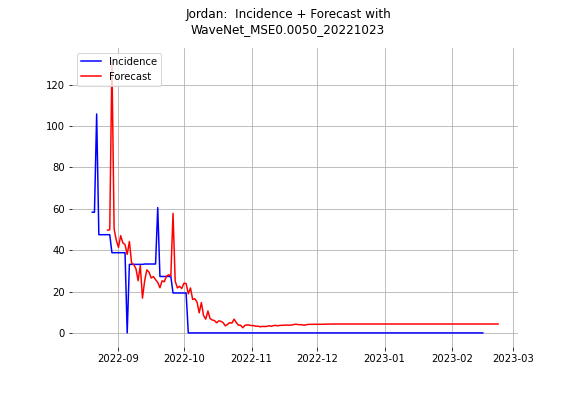 Jordan: Incidence + Forecast with
WaveNet_MSE0.0050_20221023
Incidence
Forecast
120
100
80
60
40
20
0
2022-09 2022-10 2022-11 2022-12 2023-01 2023-02 2023-03